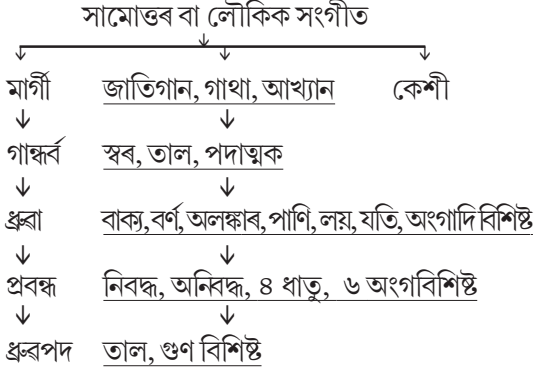 সামোত্তৰ বা লৌকিক সংগীত
মাৰ্গী জাতিগান, গাথা, আখ্যান কেশী
গান্ধৰ্ব স্বৰ, তাল, পদাত্মক
ধ্ৰুৱা বাক্য, বৰ্ণ, অলঙ্কাৰ, পাণি, লয়, যতি, অংগাদি বিশিষ্ট
প্ৰবন্ধ নিবদ্ধ, অনিবদ্ধ, ৪ ধাতু, ৬ অংগবিশিষ্ট
ধ্ৰুৱপদ তাল, গুণ বিশিষ্ট